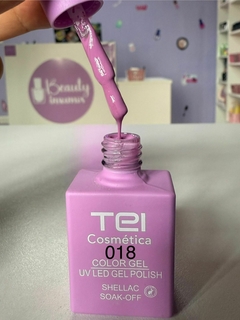 Beauty
TEI
Cosmética
018
COLOR GEL
UV LED GEL POLISH
SHELLAC
SOAK-OFF